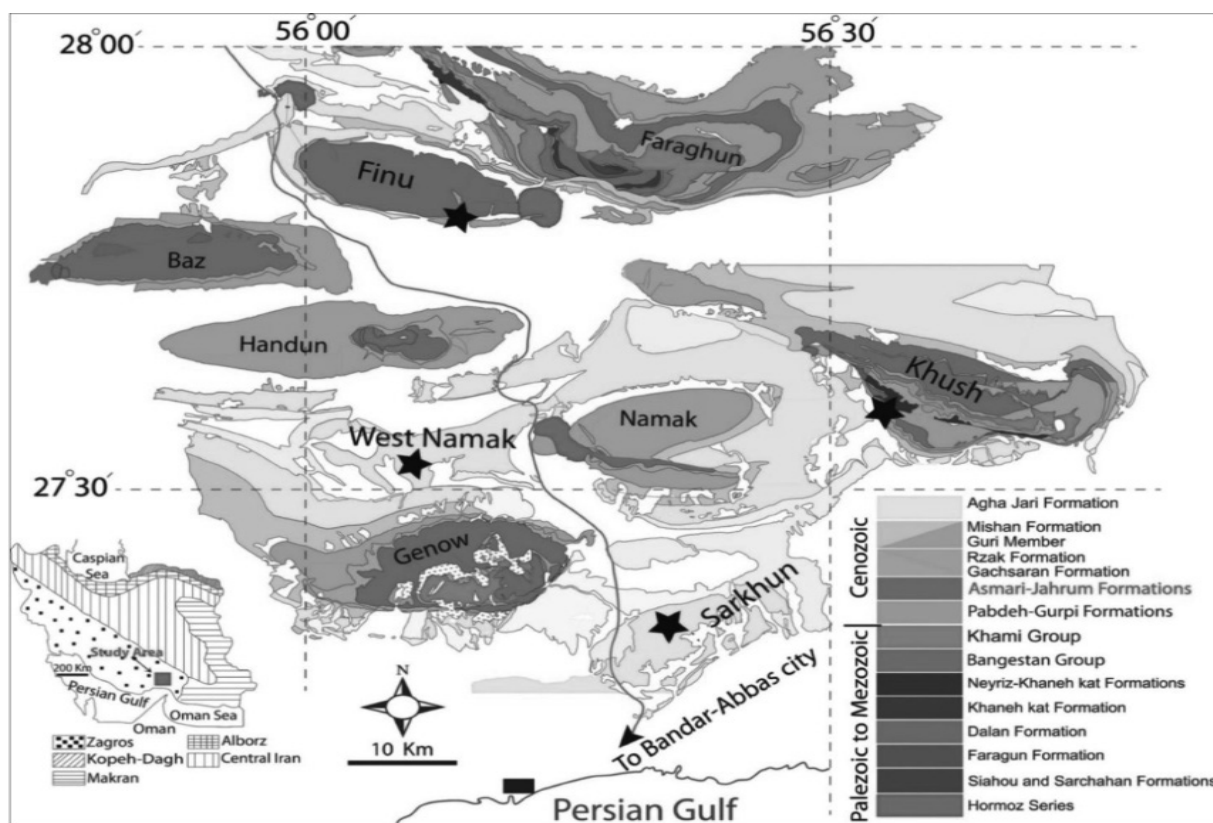 56°00′
56°30′
28°00′
Faraghun
Finu
Baz
Handun
Khush
Namak
West Namak
27°30′
Genow
Sarkhun
To Bandar-Abbas city
N
10 Km
Persian Gulf
Caspian
Sea
Study Area
200 Km
Persian Gulf
Oman Sea
Oman
Zagros
Alborz
Kopeh-Dagh
Central Iran
Makran
Cenozoic
Agha Jari Formation
Mishan Formation
Guri Member
Rzak Formation
Gachsaran Formation
Asmari-Jahrum Formations
Pabdeh-Gurpi Formations
Palezoic to Mezozoic
Khami Group
Bangestan Group
Neyriz-Khaneh kat Formations
Khaneh kat Formation
Dalan Formation
Faragun Formation
Siahou and Sarchahan Formations
Hormoz Series